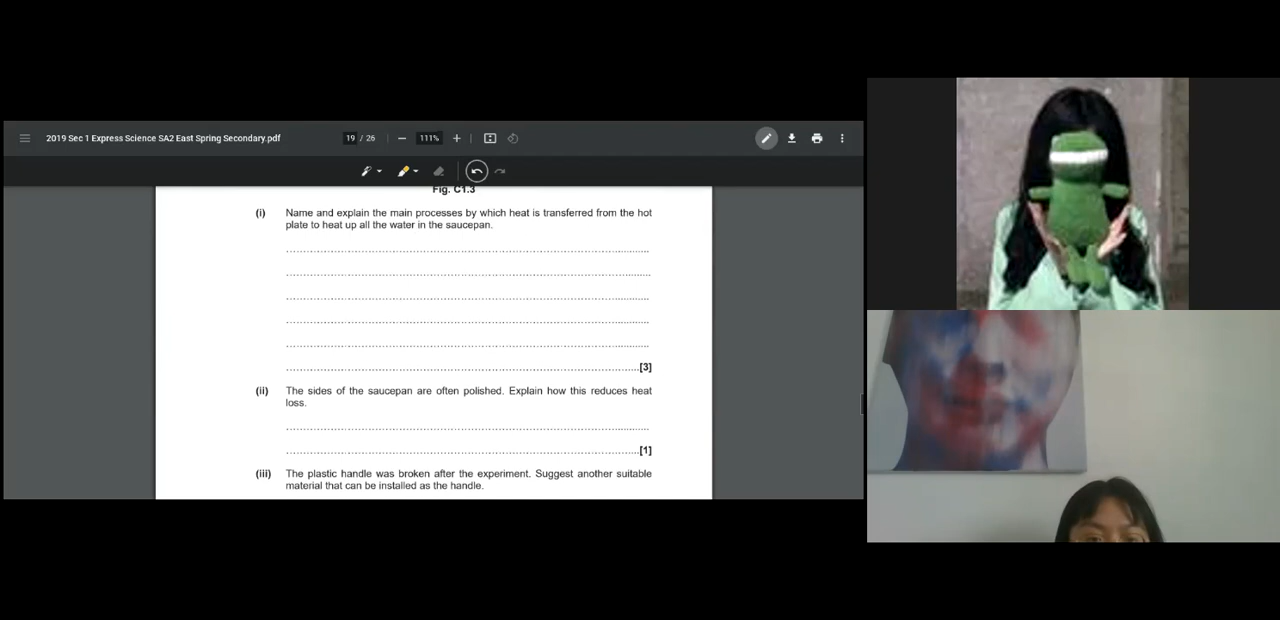 2019 Sec 1 Express Science SA2 East Spring Secondary.pdf
19 / 26
111%
Fig. C1.3
(i) Name and explain the main processes by which heat is transferred from the hot
plate to heat up all the water in the saucepan.
[3]
(ii) The sides of the saucepan are often polished. Explain how this reduces heat
loss.
[1]
(iii) The plastic handle was broken after the experiment. Suggest another suitable
material that can be installed as the handle.